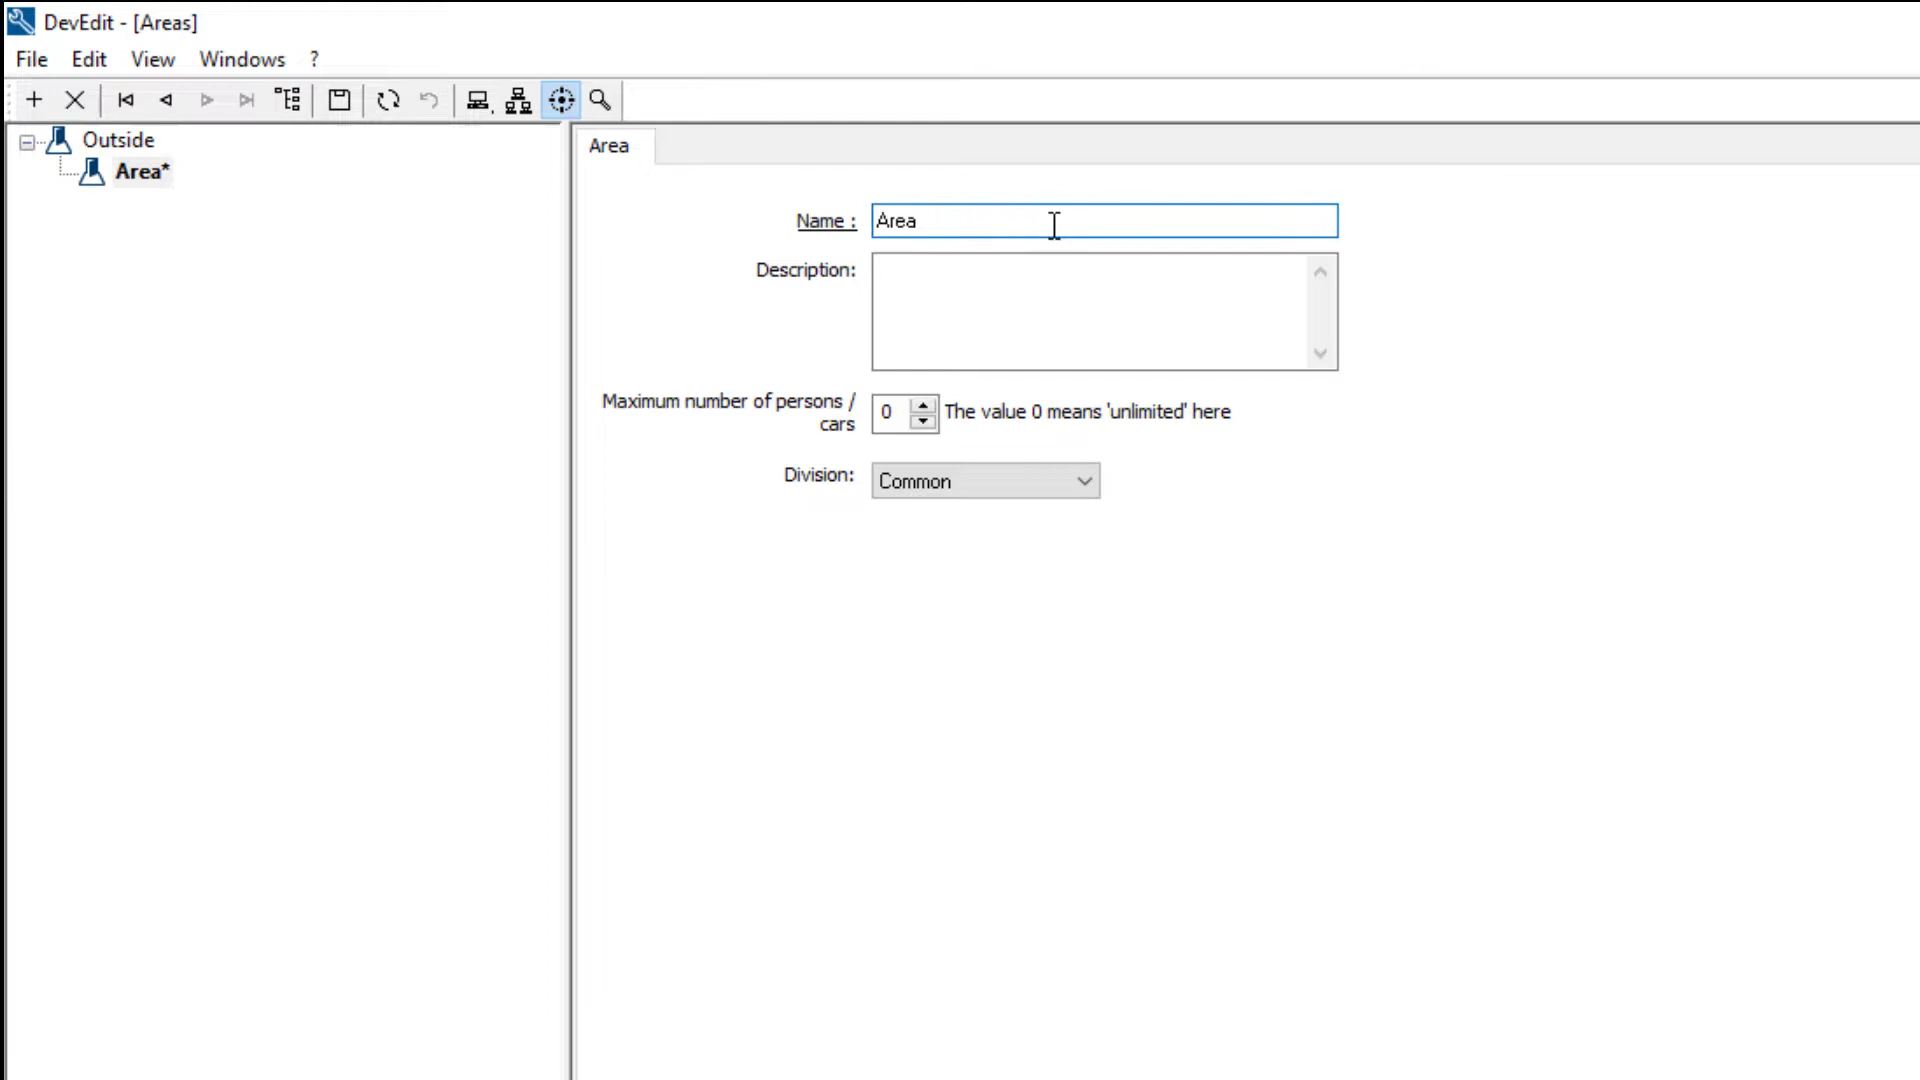 DevEdit - [Areas]
File Edit View Windows ?
Outside
Area*
Area
Name : Area
Description:
Maximum number of persons / cars 0 The value 0 means 'unlimited' here
Division: Common